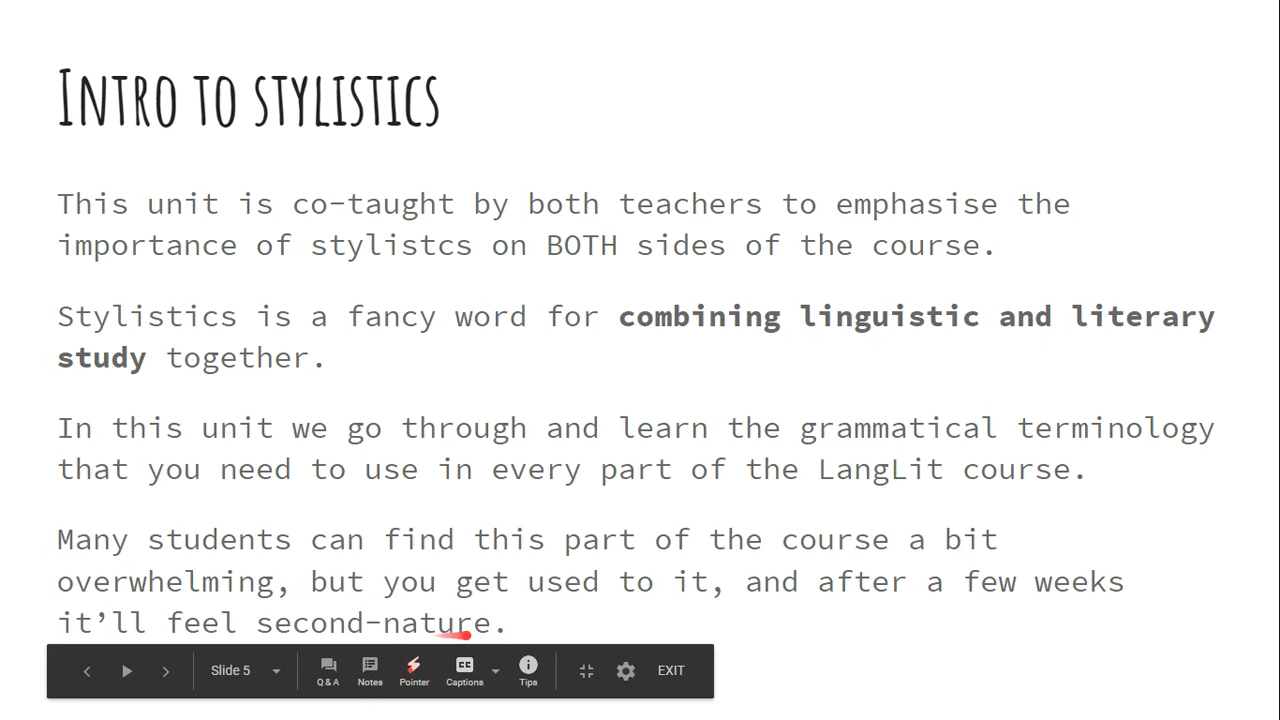 Intro to stylistics
This unit is co-taught by both teachers to emphasise the
importance of stylistcs on BOTH sides of the course.
Stylistics is a fancy word for combining linguistic and literary
study together.
In this unit we go through and learn the grammatical terminology
that you need to use in every part of the LangLit course.
Many students can find this part of the course a bit
overwhelming, but you get used to it, and after a few weeks
it’ll feel second-nature.
Slide 5 Q & A Notes Pointer CC Captions Tips EXIT